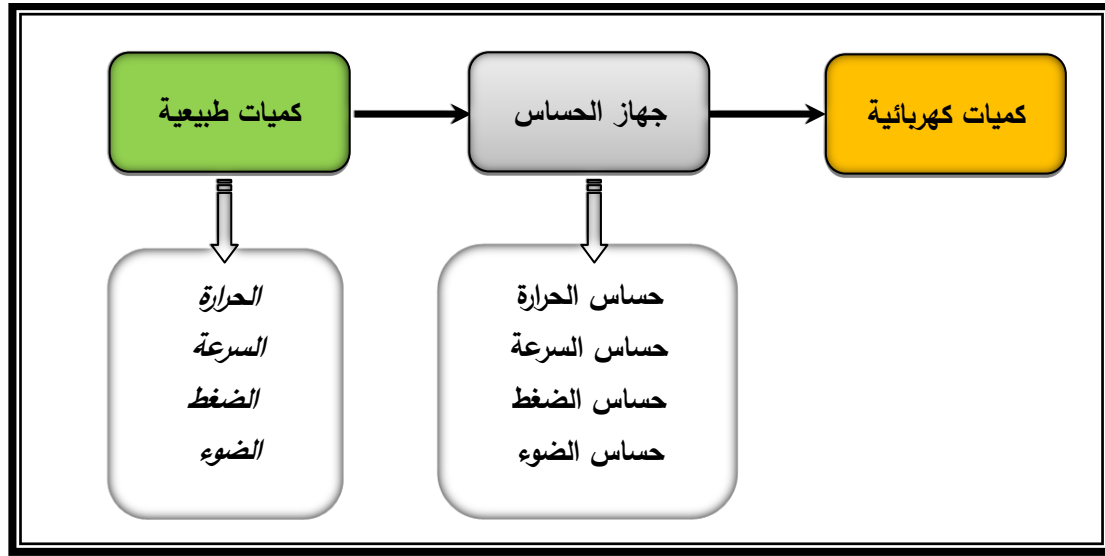 كميات طبيعية
جهاز الحساس
كميات كهربائية
الحرارة
السرعة
الضغط
الضوء
حساس الحرارة
حساس السرعة
حساس الضغط
حساس الضوء